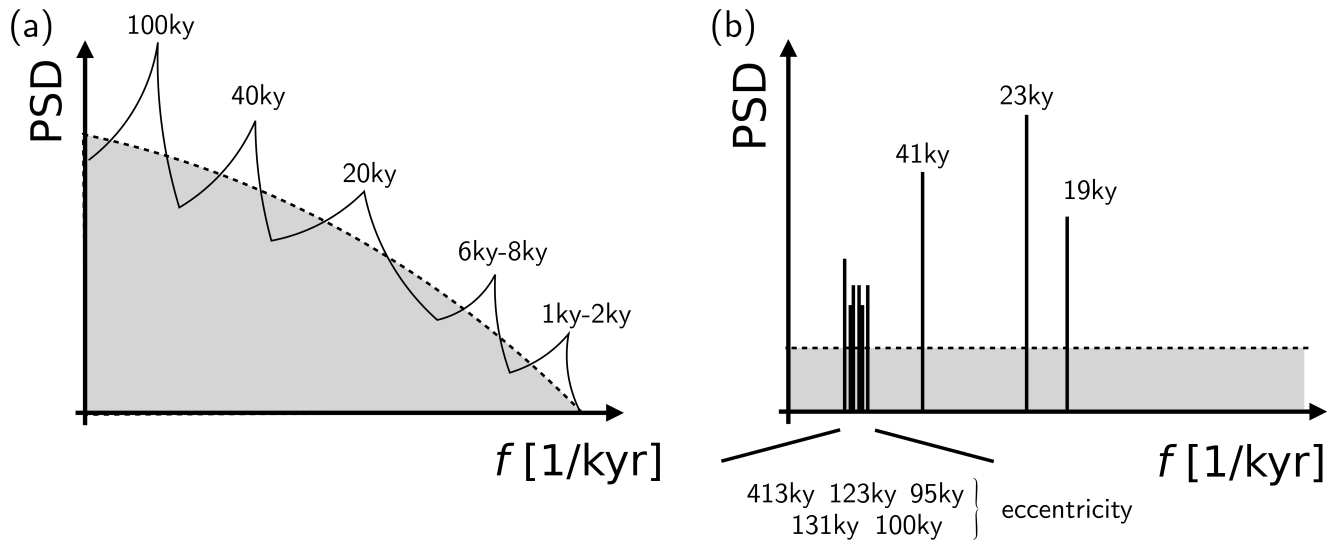 (a)
100ky
PSD
40ky
20ky
6ky-8ky
1ky-2ky
f [1/kyr]
(b)
PSD
23ky
41ky
19ky
f [1/kyr]
413ky 123ky 95ky
131ky 100ky
eccentricity